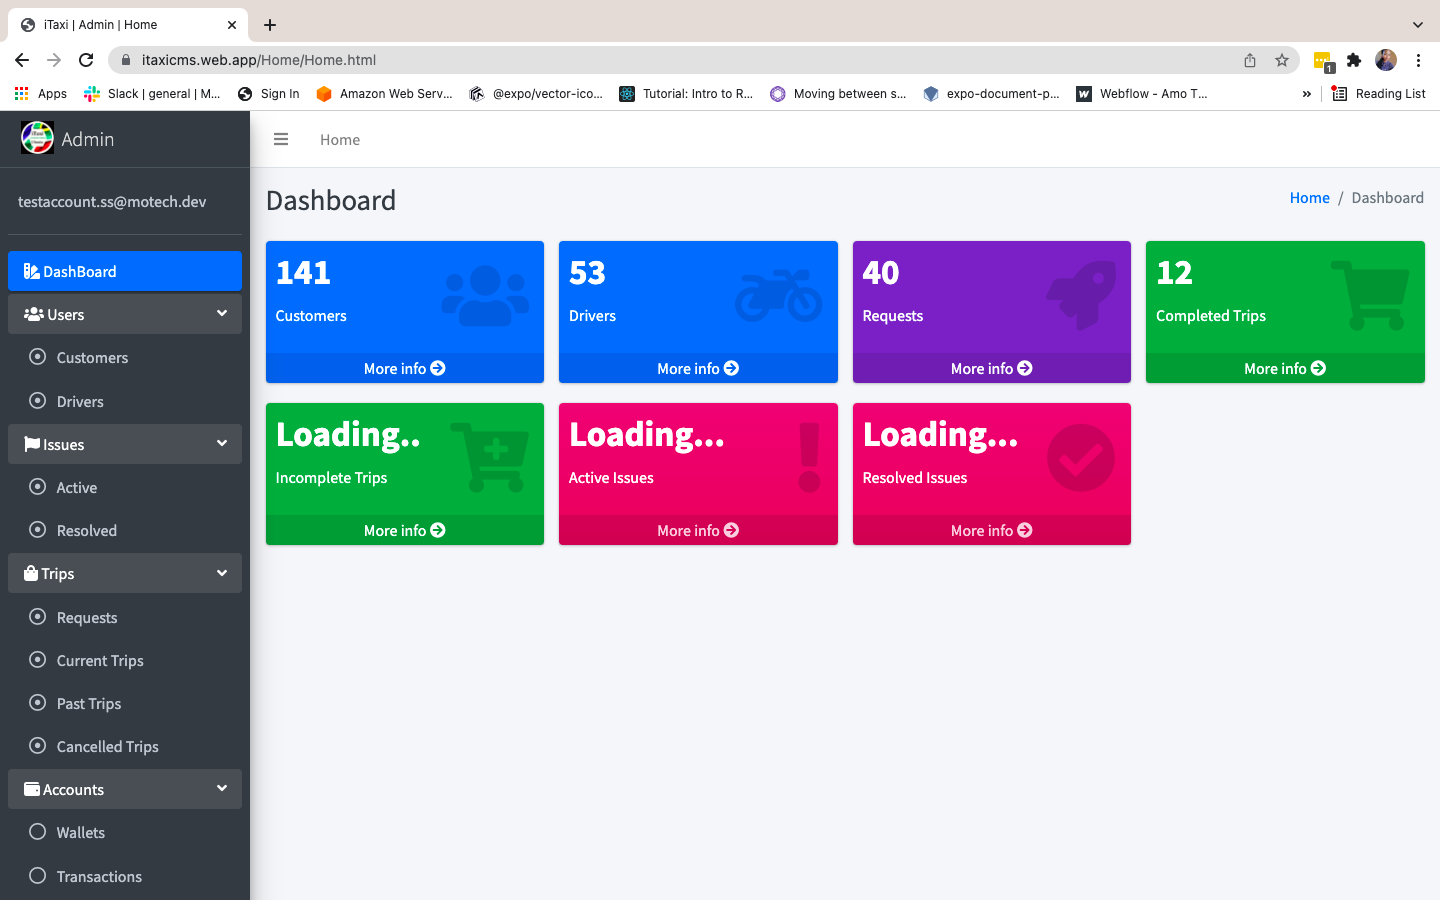 iTaxi | Admin | Home
itaxicms.web.app/Home/Home.html
1
Apps
Slack | general | M...
Sign In
Amazon Web Serv...
@expo/vector-ico...
Tutorial: Intro to R...
Moving between s...
expo-document-p...
Webflow - Amo T...
»
Reading List
Admin
Home
testaccount.ss@motech.dev
Dashboard
Home / Dashboard
DashBoard
Users
Customers
Drivers
Issues
Active
Resolved
Trips
Requests
Current Trips
Past Trips
Cancelled Trips
Accounts
Wallets
Transactions
141
Customers
More info
53
Drivers
More info
40
Requests
More info
12
Completed Trips
More info
Loading..
Incomplete Trips
More info
Loading...
Active Issues
More info
Loading...
Resolved Issues
More info